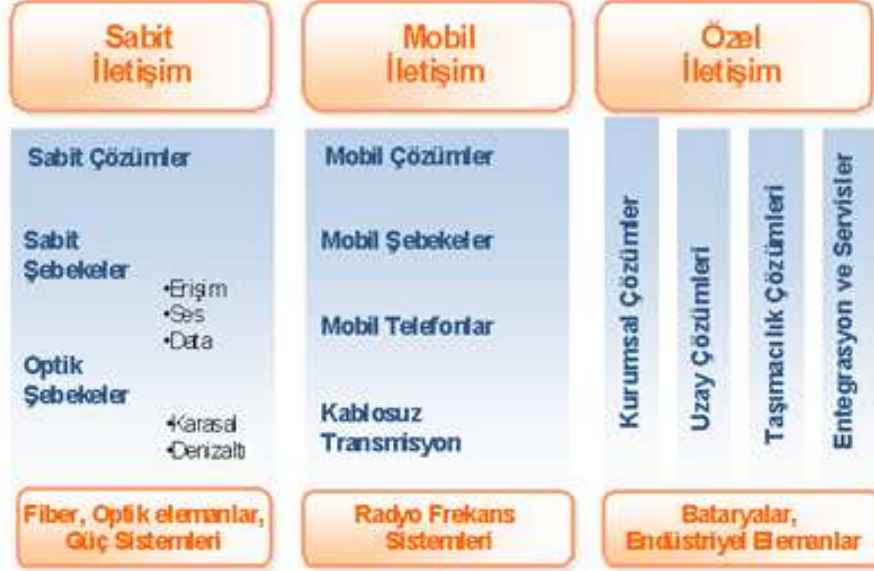 Sabit
İletişim
Sabit Çözümler
Sabit
Şebekeler
•Erişim
•Ses
•Data
Optik
Şebekeler
•Karasal
•Denizaltı
Fiber, Optik elemanlar,
Güç Sistemleri
Mobil
İletişim
Mobil Çözümler
Mobil Şebekeler
Mobil Telefonlar
Kablosuz
Transmisyon
Radyo Frekans
Sistemleri
Özel
İletişim
Kurumsal Çözümler
Uzay Çözümleri
Taşımacılık Çözümleri
Entegrasyon ve Servisler
Bataryalar,
Endüstriyel Elemanlar